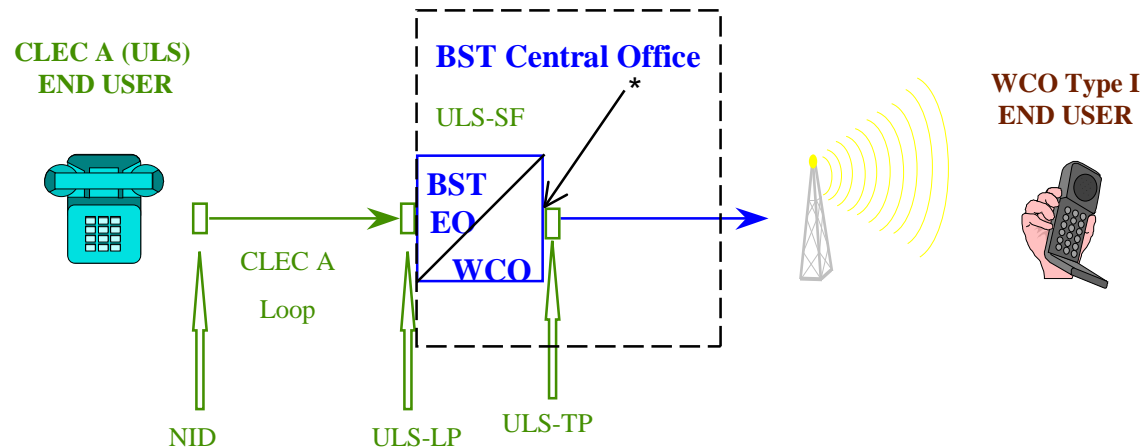 CLEC A (ULS)
END USER
BST Central Office
*
ULS-SF
WCO Type I
END USER
BST
EO
WCO
CLEC A
Loop
NID
ULS-LP
ULS-TP